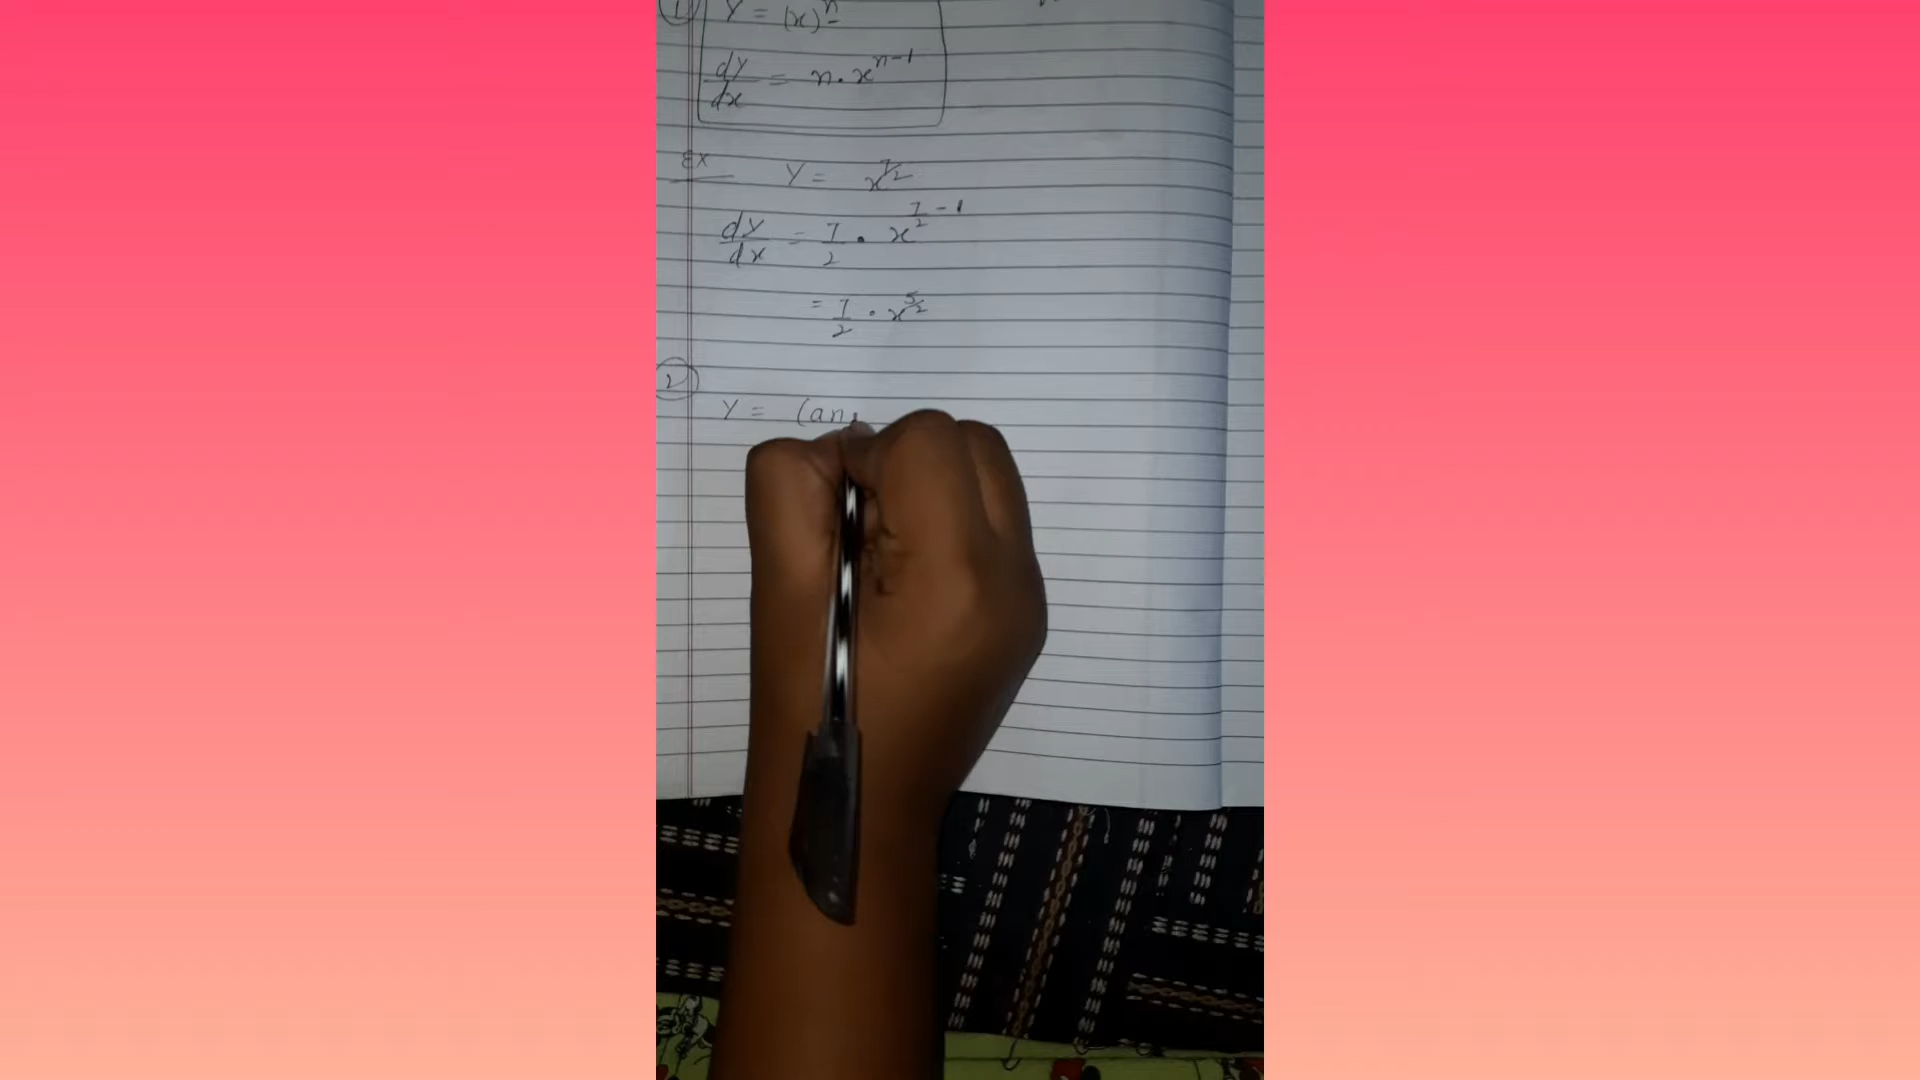 ① Y = (x)^n
dy/dx = n·x^{n-1}
Ex Y = x^{7/2}
dy/dx = 7/2 · x^{7/2 - 1}
= 7/2 · x^{5/2}
②
Y = (an